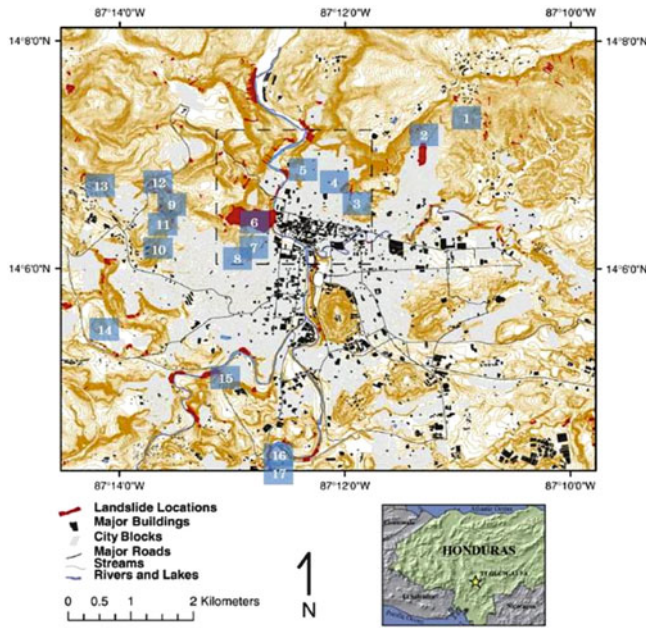 87°14'0"W 87°12'0"W 87°10'0"W
14°8'0"N 14°8'0"N
1
2
5
4
13 12
3
9
6
11
7
10
8
14°6'0"N 14°6'0"N
14
15
16
17
87°14'0"W 87°12'0"W 87°10'0"W
Landslide Locations
Major Buildings
City Blocks
Major Roads
Streams
Rivers and Lakes
0 0.5 1 2 Kilometers
N
HONDURAS